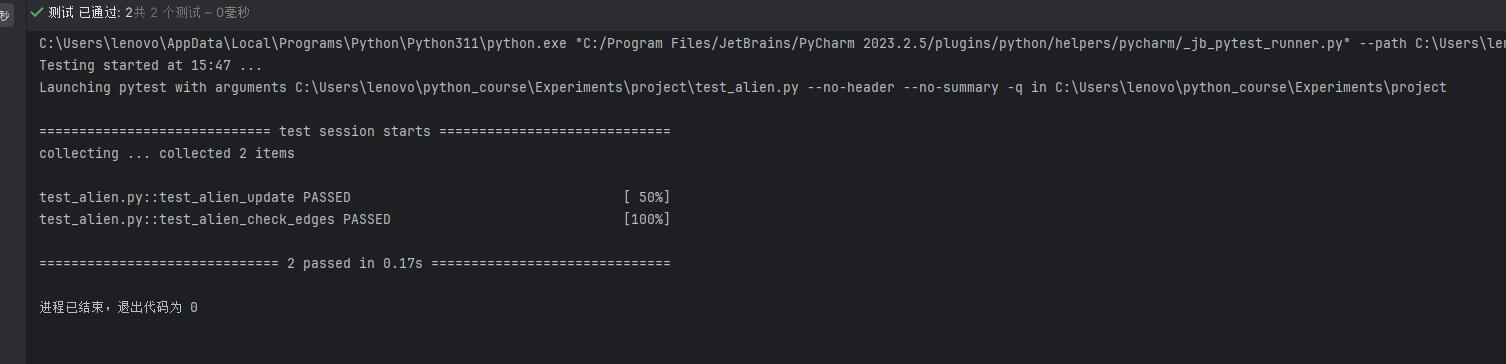 秒
测试 已通过: 2共 2 个测试 – 0毫秒
C:\Users\lenovo\AppData\Local\Programs\Python\Python311\python.exe "C:/Program Files/JetBrains/PyCharm 2023.2.5/plugins/python/helpers/pycharm/_jb_pytest_runner.py" --path C:\Users\len
Testing started at 15:47 ...
Launching pytest with arguments C:\Users\lenovo\python_course\Experiments\project\test_alien.py --no-header --no-summary -q in C:\Users\lenovo\python_course\Experiments\project
============================= test session starts =============================
collecting ... collected 2 items
test_alien.py::test_alien_update PASSED                                  [ 50%]
test_alien.py::test_alien_check_edges PASSED                             [100%]
============================== 2 passed in 0.17s ==============================
进程已结束，退出代码为 0